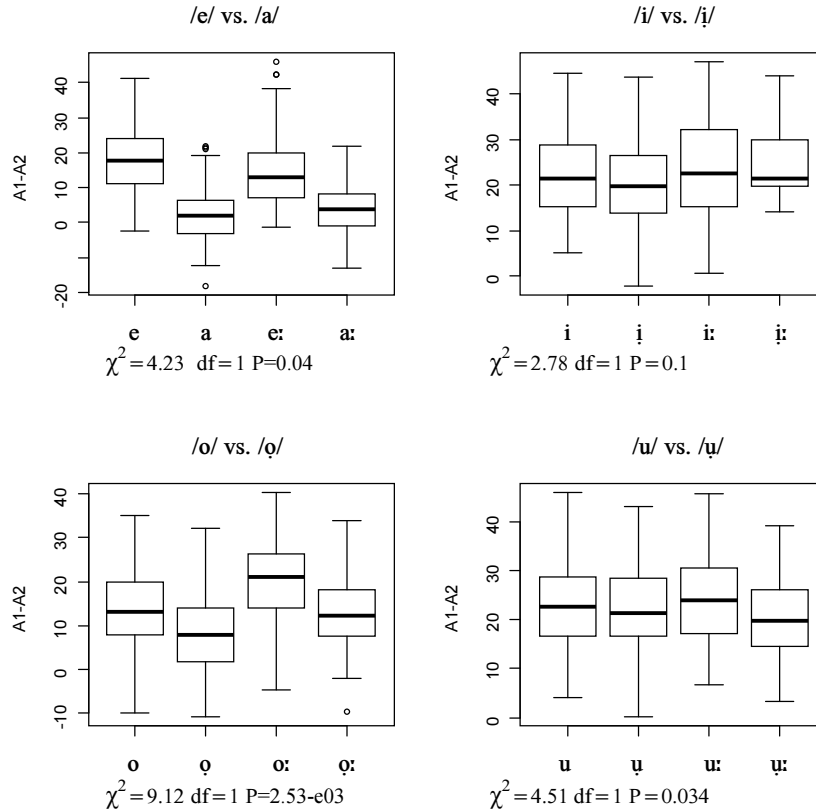 /e/ vs. /a/
A1-A2
40
30
20
10
0
-20
e a eː aː
χ² = 4.23 df = 1 P=0.04
/i/ vs. /ị/
A1-A2
40
30
20
10
0
i ị iː ịː
χ² = 2.78 df = 1 P = 0.1
/o/ vs. /ọ/
A1-A2
40
30
20
10
0
-10
o ọ oː ọː
χ² = 9.12 df = 1 P=2.53-e03
/u/ vs. /ụ/
A1-A2
40
30
20
10
0
u ụ uː ụː
χ² = 4.51 df = 1 P = 0.034